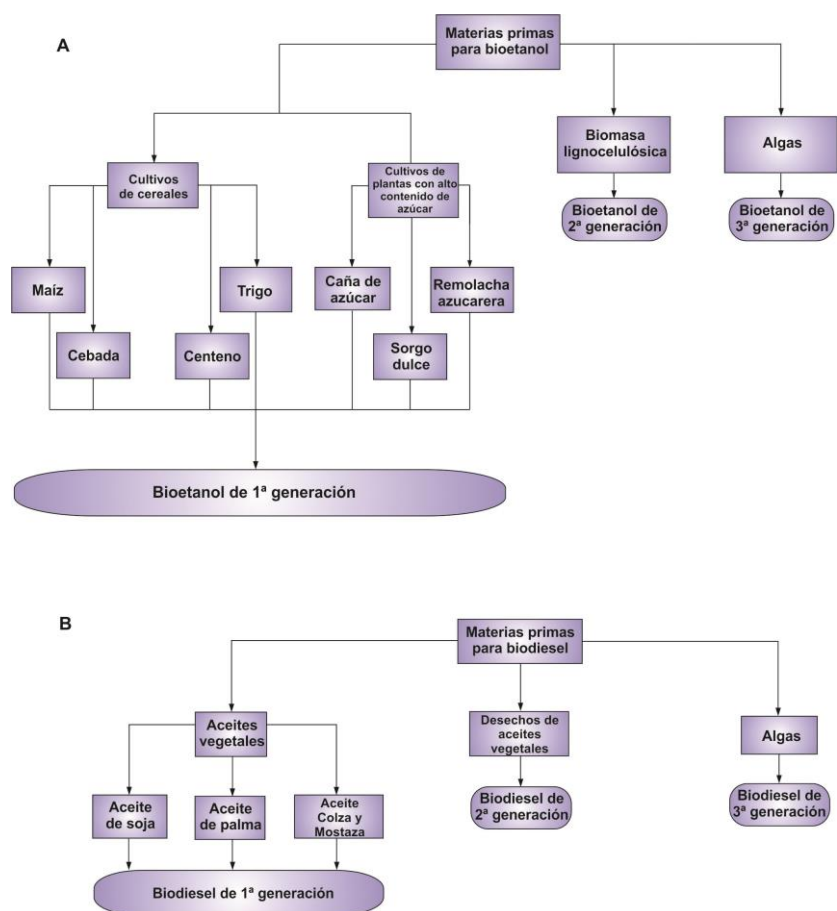 A
Materias primas
para bioetanol
Biomasa
lignocelulósica
Algas
Cultivos
de cereales
Cultivos de
plantas con alto
contenido de
azúcar
Bioetanol de
2ª generación
Bioetanol de
3ª generación
Maíz
Trigo
Caña de
azúcar
Remolacha
azucarera
Cebada
Centeno
Sorgo
dulce
Bioetanol de 1ª generación
B
Materias primas
para biodiesel
Aceites
vegetales
Desechos de
aceites
vegetales
Algas
Aceite
de soja
Aceite
de palma
Aceite
Colza y
Mostaza
Biodiesel de
2ª generación
Biodiesel de
3ª generación
Biodiesel de 1ª generación